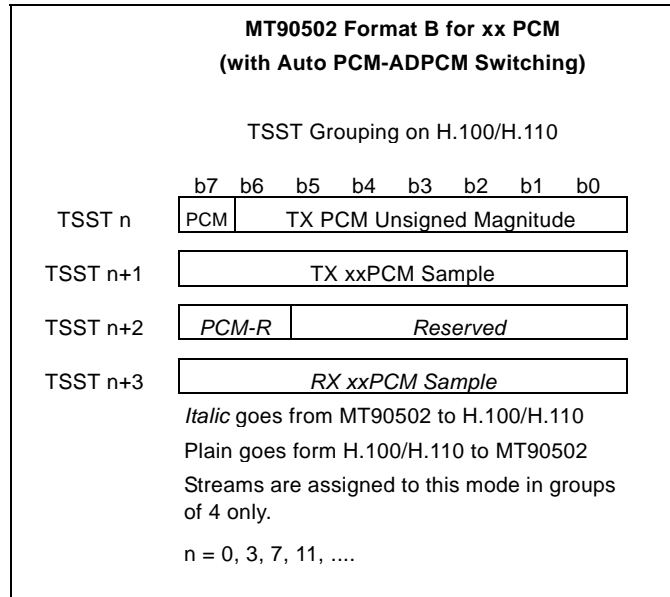 MT90502 Format B for xx PCM
(with Auto PCM-ADPCM Switching)
TSST Grouping on H.100/H.110
b7 b6 b5 b4 b3 b2 b1 b0
TSST n PCM TX PCM Unsigned Magnitude
TSST n+1 TX xxPCM Sample
TSST n+2 PCM-R Reserved
TSST n+3 RX xxPCM Sample
Italic goes from MT90502 to H.100/H.110
Plain goes form H.100/H.110 to MT90502
Streams are assigned to this mode in groups
of 4 only.
n = 0, 3, 7, 11, ....